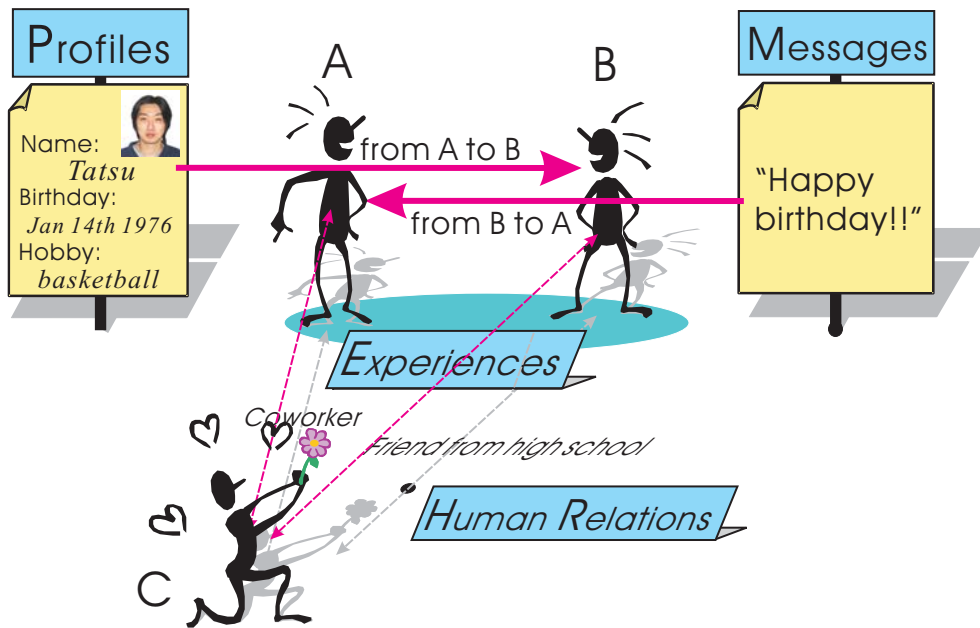 Profiles
Name:
Tatsu
Birthday:
Jan 14th 1976
Hobby:
basketball
A
B
from A to B
from B to A
Messages
“Happy
birthday!!”
Experiences
Coworker
Friend from high school
Human Relations
C